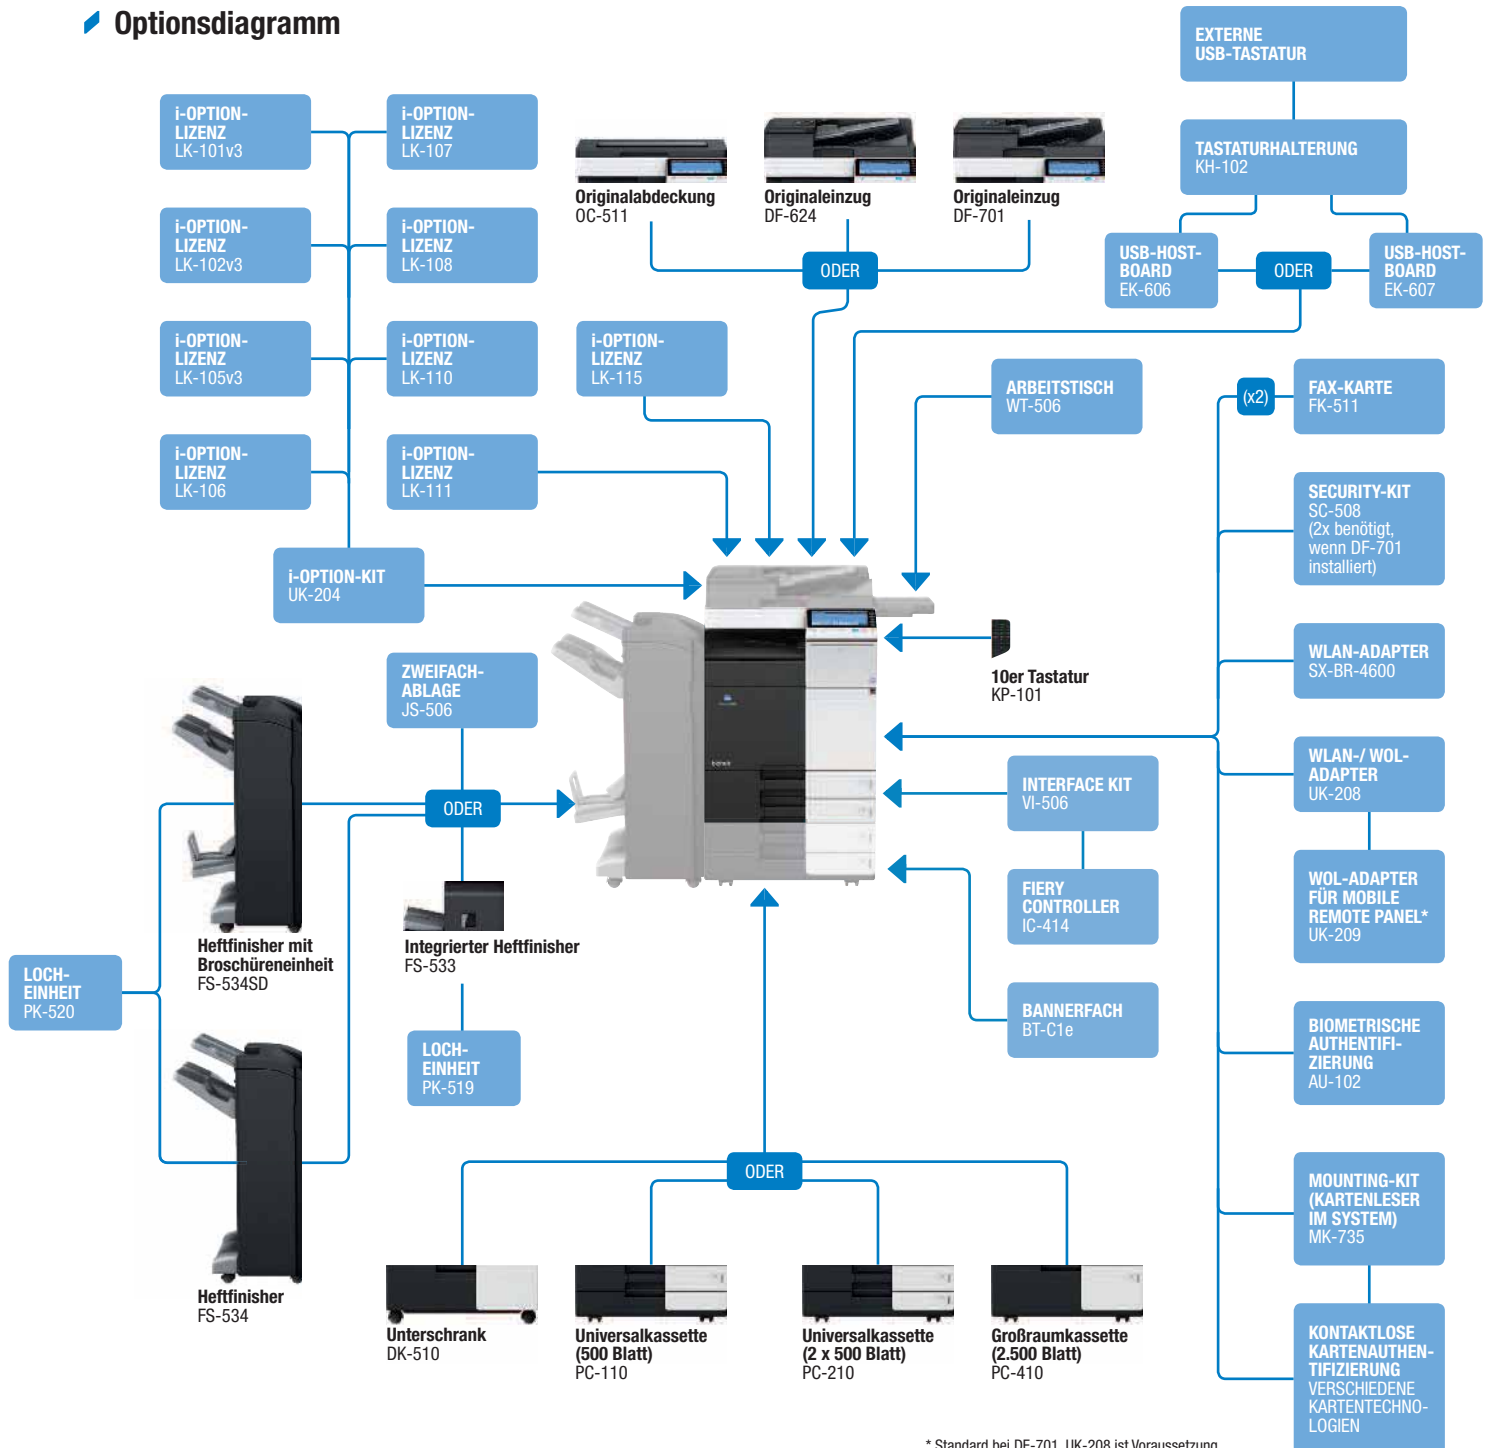 Optionsdiagramm
EXTERNE
USB-TASTATUR
i-OPTION-
LIZENZ
LK-101v3
i-OPTION-
LIZENZ
LK-107
TASTATURHALTERUNG
KH-102
Originalabdeckung
OC-511
Originaleinzug
DF-624
Originaleinzug
DF-701
i-OPTION-
LIZENZ
LK-102v3
i-OPTION-
LIZENZ
LK-108
ODER
USB-HOST-
BOARD
EK-606
ODER
USB-HOST-
BOARD
EK-607
i-OPTION-
LIZENZ
LK-105v3
i-OPTION-
LIZENZ
LK-110
i-OPTION-
LIZENZ
LK-115
ARBEITSTISCH
WT-506
(x2)
FAX-KARTE
FK-511
i-OPTION-
LIZENZ
LK-106
i-OPTION-
LIZENZ
LK-111
SECURITY-KIT
SC-508
(2x benötigt,
wenn DF-701
installiert)
i-OPTION-KIT
UK-204
10er Tastatur
KP-101
WLAN-ADAPTER
SX-BR-4600
ZWEIFACH-
ABLAGE
JS-506
WLAN-/ WOL-
ADAPTER
UK-208
ODER
INTERFACE KIT
VI-506
FIERY
CONTROLLER
IC-414
WOL-ADAPTER
FÜR MOBILE
REMOTE PANEL*
UK-209
Heftfinisher mit
Broschüreneinheit
FS-534SD
Integrierter Heftfinisher
FS-533
LOCH-
EINHEIT
PK-520
BANNERFACH
BT-C1e
LOCH-
EINHEIT
PK-519
BIOMETRISCHE
AUTHENTIFI-
ZIERUNG
AU-102
ODER
MOUNTING-KIT
(KARTENLESER
IM SYSTEM)
MK-735
Heftfinisher
FS-534
Unterschrank
DK-510
Universalkassette
(500 Blatt)
PC-110
Universalkassette
(2 x 500 Blatt)
PC-210
Großraumkassette
(2.500 Blatt)
PC-410
KONTAKTLOSE
KARTENAUTHEN-
TIFIZIERUNG
VERSCHIEDENE
KARTENTECHNO-
LOGIEN
* Standard bei DF-701. UK-208 ist Voraussetzung